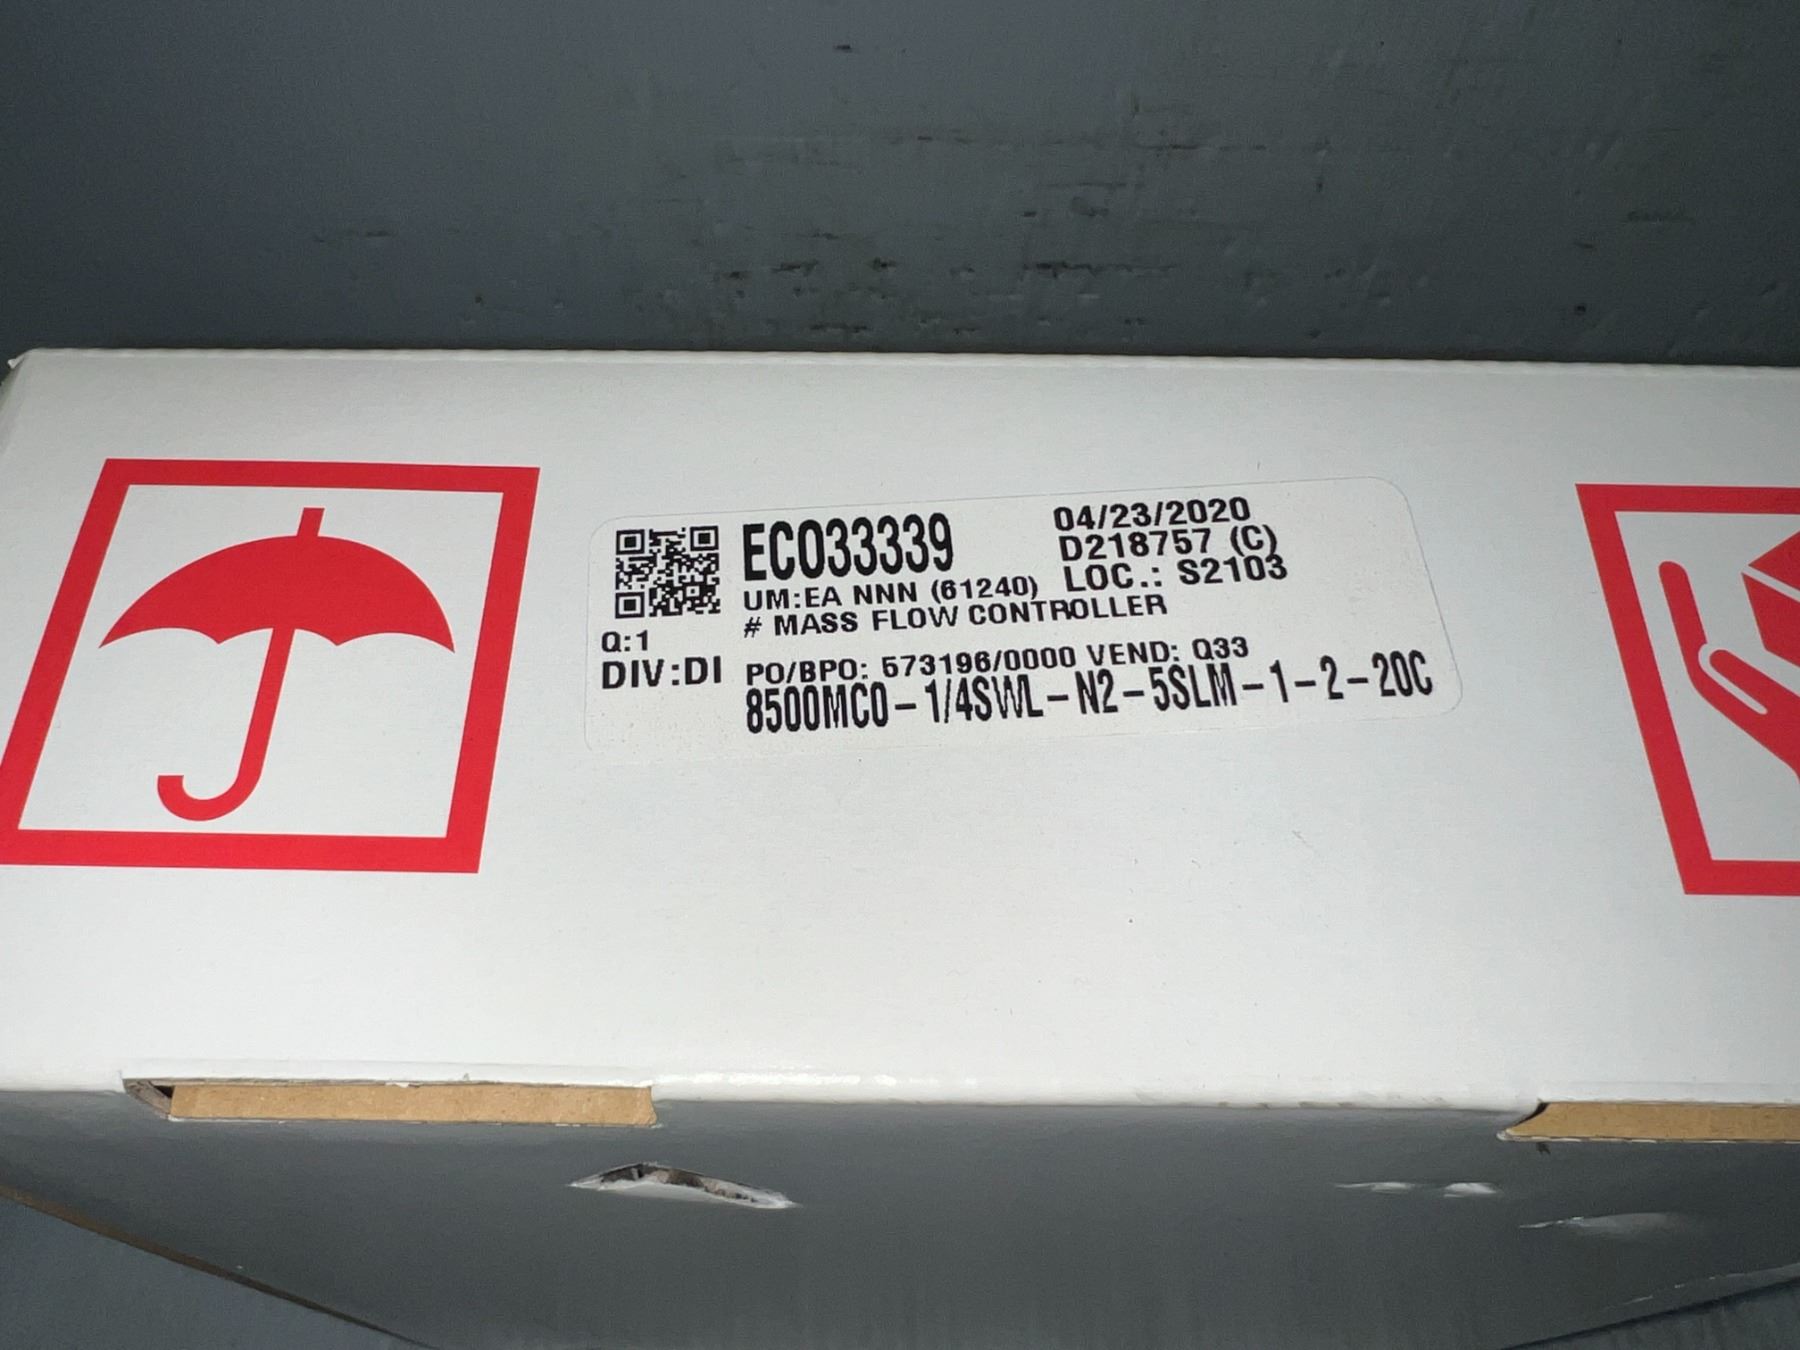 ECO33339
04/23/2020
D218757 (C)
UM:EA NNN (61240) LOC.: S2103
# MASS FLOW CONTROLLER
Q:1
DIV:DI PO/BPO: 573196/0000 VEND: Q33
8500MC0-1/4SWL-N2-5SLM-1-2-20C